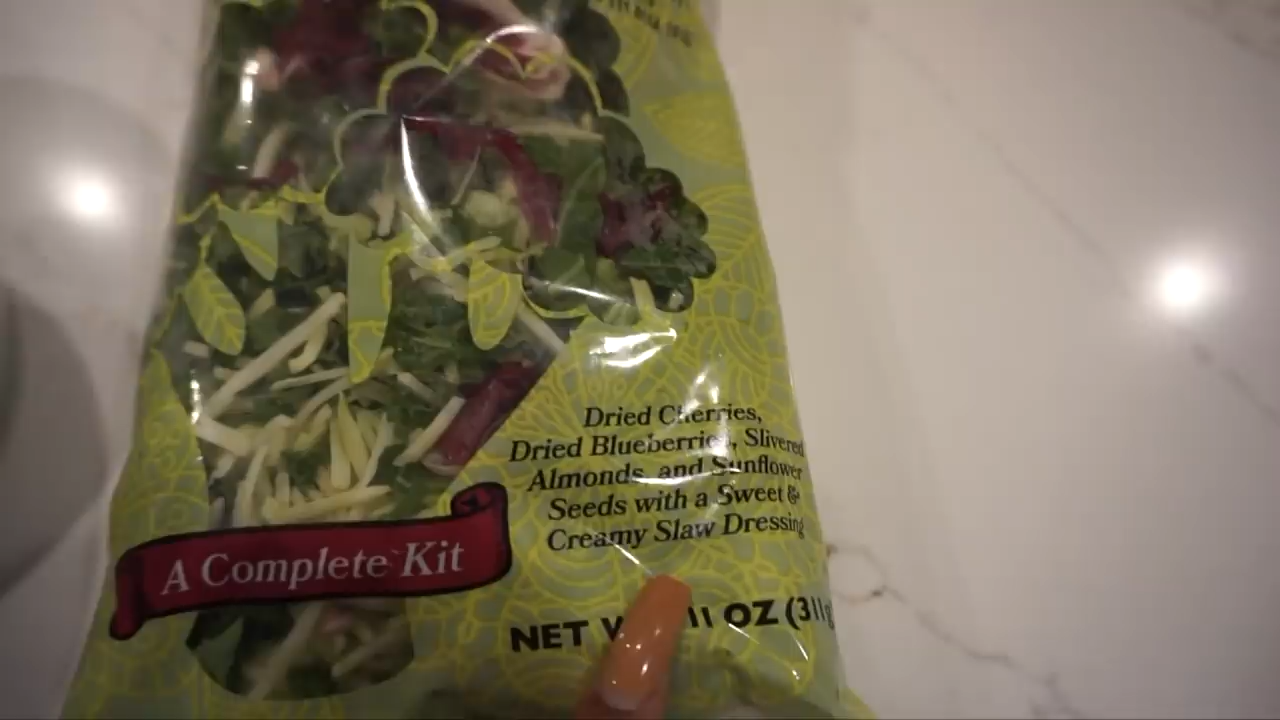 Dried Cherries,
Dried Blueberries, Slivered
Almonds, and Sunflower
Seeds with a Sweet &
Creamy Slaw Dressing
A Complete Kit
NET 11 OZ (311g